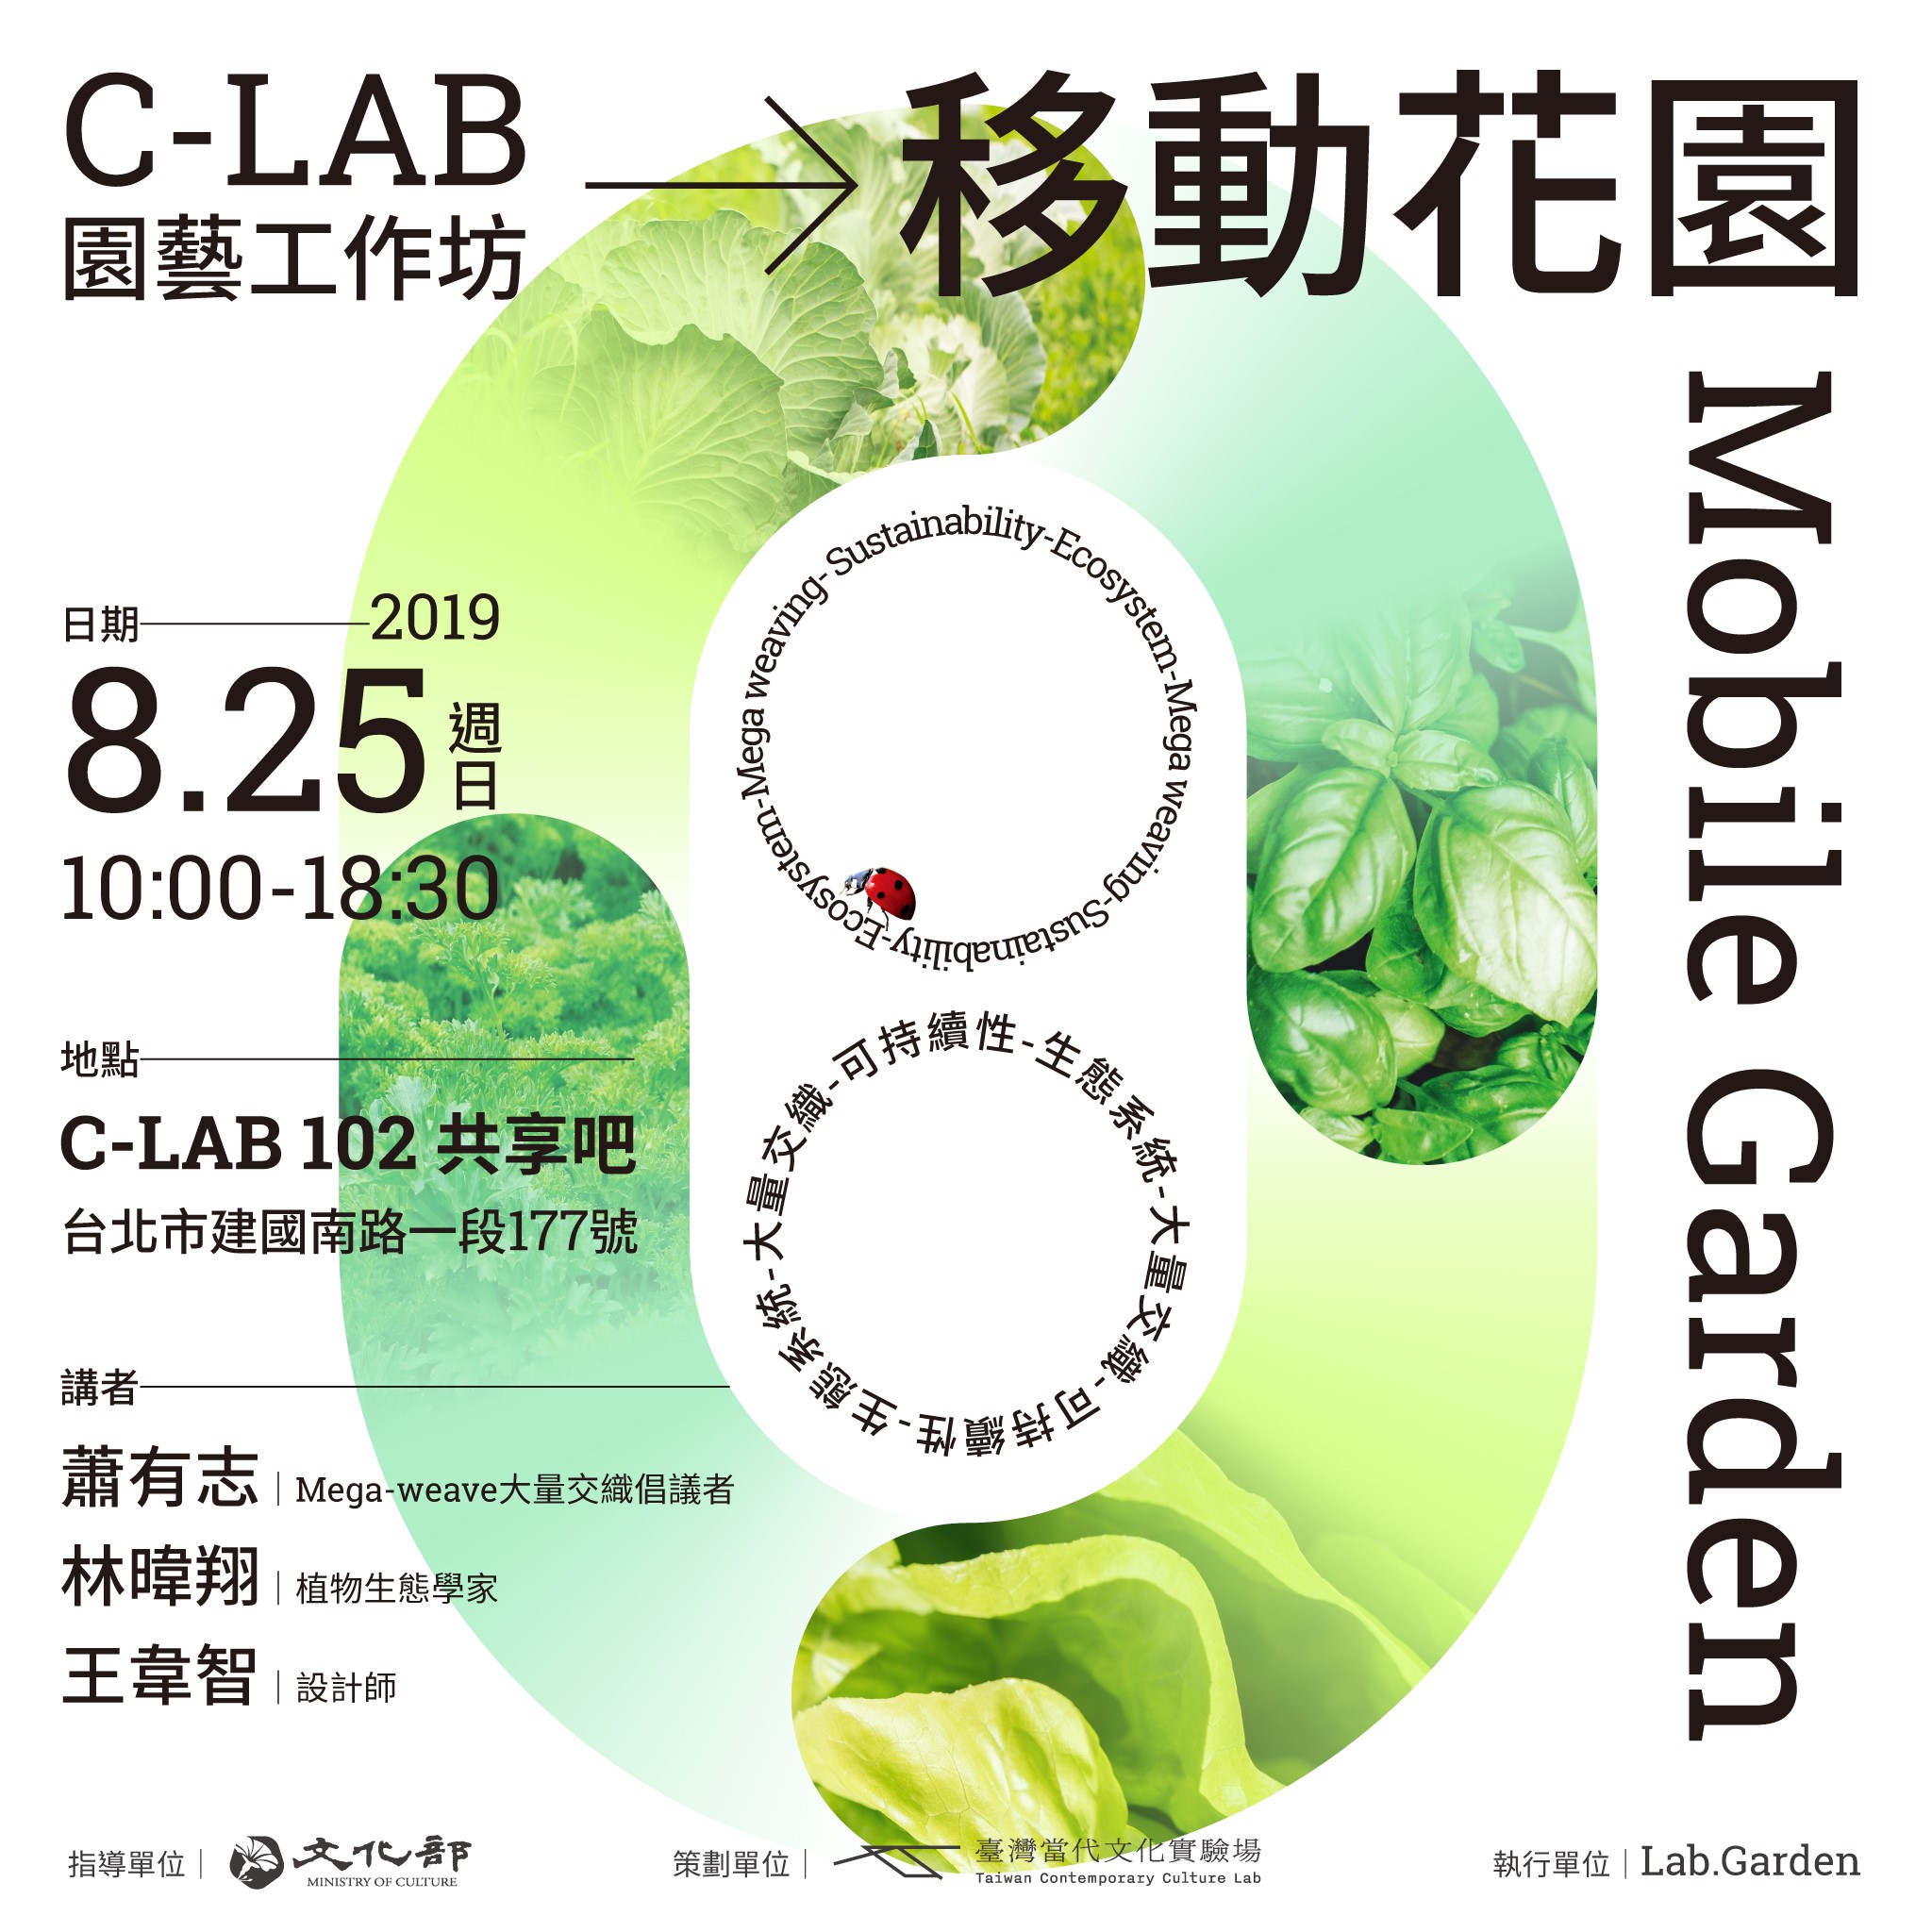 C-LAB
園藝工作坊
移動花園
Mobile Garden
日期
2019
8.25 週日
10:00-18:30
Sustainability-Ecosystem-Mega weaving-Sustainability-Ecosystem-Mega weaving-
可持續性-生態系統-大量交織-可持續性-生態系統-大量交織-
地點
C-LAB 102 共享吧
台北市建國南路一段177號
講者
蕭有志|Mega-weave大量交織倡議者
林暐翔|植物生態學家
王韋智|設計師
指導單位|文化部
MINISTRY OF CULTURE
策劃單位|臺灣當代文化實驗場
Taiwan Contemporary Culture Lab
執行單位|Lab.Garden